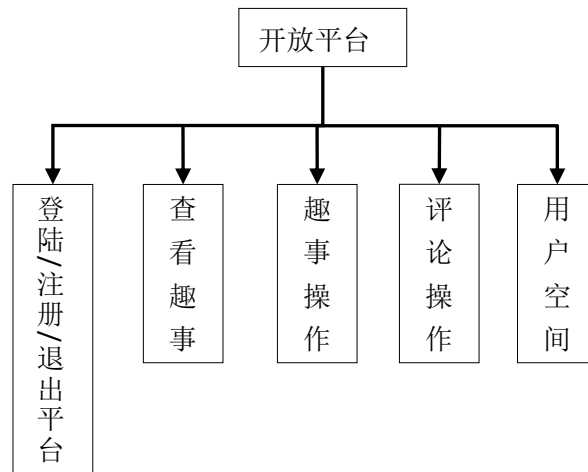 开放平台
登陆/注册/退出平台
查看趣事
趣事操作
评论操作
用户空间